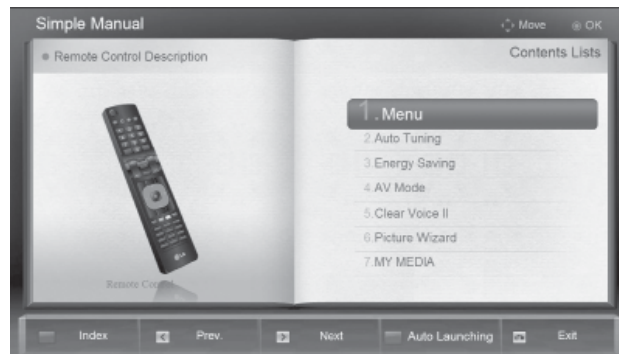 Simple Manual
Move OK
Remote Control Description
LG
Remote Control
Contents Lists
1. Menu
2. Auto Tuning
3. Energy Saving
4. AV Mode
5. Clear Voice II
6. Picture Wizard
7. MY MEDIA
Index Prev. Next Auto Launching Exit